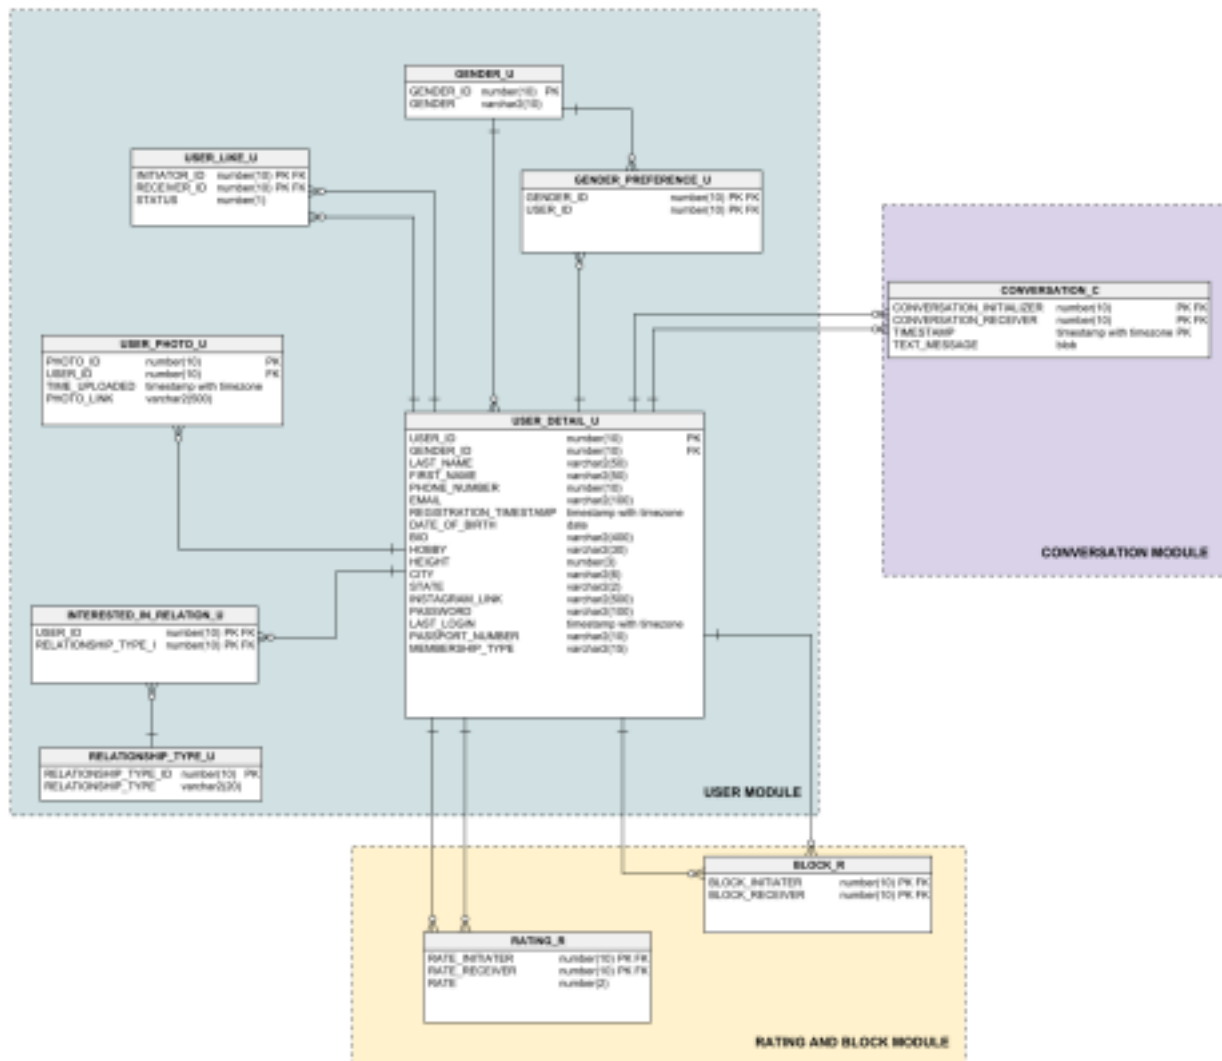 GENDER_U
GENDER_ID number(10) PK
GENDER varchar2(10)
USER_LIKE_U
INITIATOR_ID number(10) PK FK
RECEIVER_ID number(10) PK FK
STATUS number(1)
GENDER_PREFERENCE_U
GENDER_ID number(10) PK FK
USER_ID number(10) PK FK
CONVERSATION_C
CONVERSATION_INITIALIZER number(10) PK FK
CONVERSATION_RECEIVER number(10) PK FK
TIMESTAMP timestamp with timezone PK
TEXT_MESSAGE blob
CONVERSATION MODULE
USER_PHOTO_U
PHOTO_ID number(10) PK
USER_ID number(10) FK
TIME_UPLOADED timestamp with timezone
PHOTO_LINK varchar2(500)
USER_DETAIL_U
USER_ID number(10) PK
GENDER_ID number(10) FK
LAST_NAME varchar2(50)
FIRST_NAME varchar2(50)
PHONE_NUMBER number(10)
EMAIL varchar2(100)
REGISTRATION_TIMESTAMP timestamp with timezone
DATE_OF_BIRTH date
BIO varchar2(400)
HOBBY varchar2(20)
HEIGHT number(3)
CITY
STATE varchar2(2)
INSTAGRAM_LINK varchar2(500)
PASSWORD varchar2(100)
LAST_LOGIN timestamp with timezone
PASSPORT_NUMBER varchar2(10)
MEMBERSHIP_TYPE varchar2(15)
INTERESTED_IN_RELATION_U
USER_ID number(10) PK FK
RELATIONSHIP_TYPE_I number(10) PK FK
RELATIONSHIP_TYPE_U
RELATIONSHIP_TYPE_ID number(10) PK
RELATIONSHIP_TYPE varchar2(20)
USER MODULE
BLOCK_R
BLOCK_INITIATER number(10) PK FK
BLOCK_RECEIVER number(10) PK FK
RATING_R
RATE_INITIATER number(10) PK FK
RATE_RECEIVER number(10) PK FK
RATE number(2)
RATING AND BLOCK MODULE